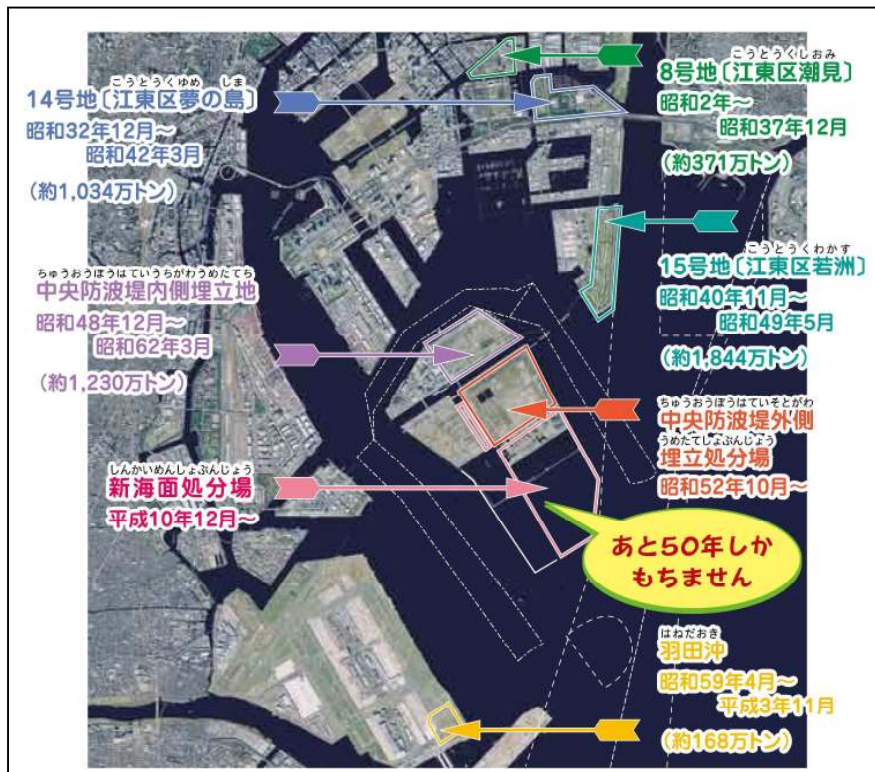 こうとうくゆめ しま
14号地〔江東区夢の島〕
昭和32年12月～
昭和42年3月
(約1,034万トン)
こうとうくしおみ
8号地〔江東区潮見〕
昭和2年～
昭和37年12月
(約371万トン)
こうとうくわかす
15号地〔江東区若洲〕
昭和40年11月～
昭和49年5月
(約1,844万トン)
ちゅうおうぼうはていうちがわうめたてち
中央防波堤内側埋立地
昭和48年12月～
昭和62年3月
(約1,230万トン)
ちゅうおうぼうはていそとがわ
中央防波堤外側
うめたてしょぶんじょう
埋立処分場
昭和52年10月～
しんかいめんしょぶんじょう
新海面処分場
平成10年12月～
あと50年しか
もちません
はねだおき
羽田沖
昭和59年4月～
平成3年11月
(約168万トン)